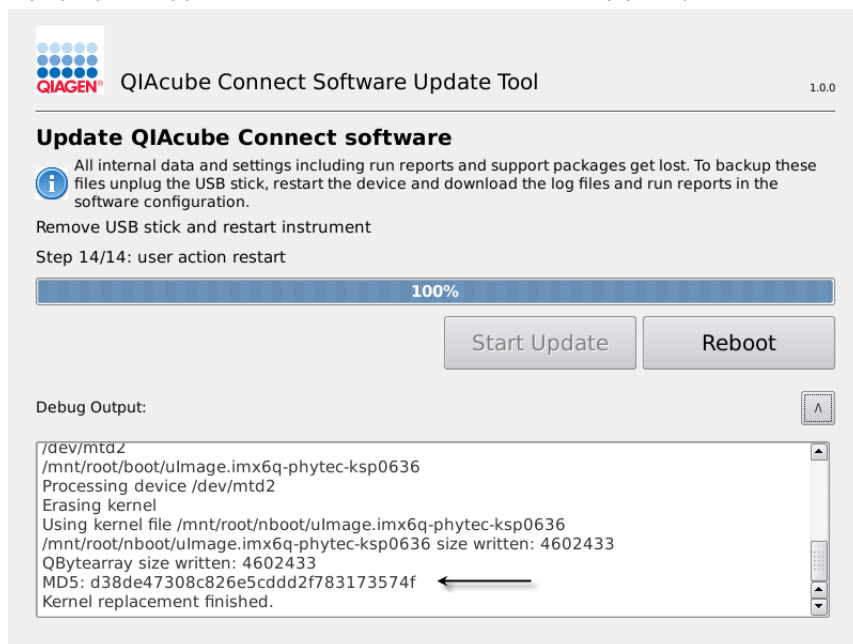 QIAGEN®
QIAcube Connect Software Update Tool
1.0.0
Update QIAcube Connect software
All internal data and settings including run reports and support packages get lost. To backup these
files unplug the USB stick, restart the device and download the log files and run reports in the
software configuration.
Remove USB stick and restart instrument
Step 14/14: user action restart
100%
Start Update
Reboot
Debug Output:
/dev/mtd2
/mnt/root/boot/uImage.imx6q-phytec-ksp0636
Processing device /dev/mtd2
Erasing kernel
Using kernel file /mnt/root/nboot/uImage.imx6q-phytec-ksp0636
/mnt/root/nboot/uImage.imx6q-phytec-ksp0636 size written: 4602433
QBytearray size written: 4602433
MD5: d38de47308c826e5cddd2f783173574f
Kernel replacement finished.